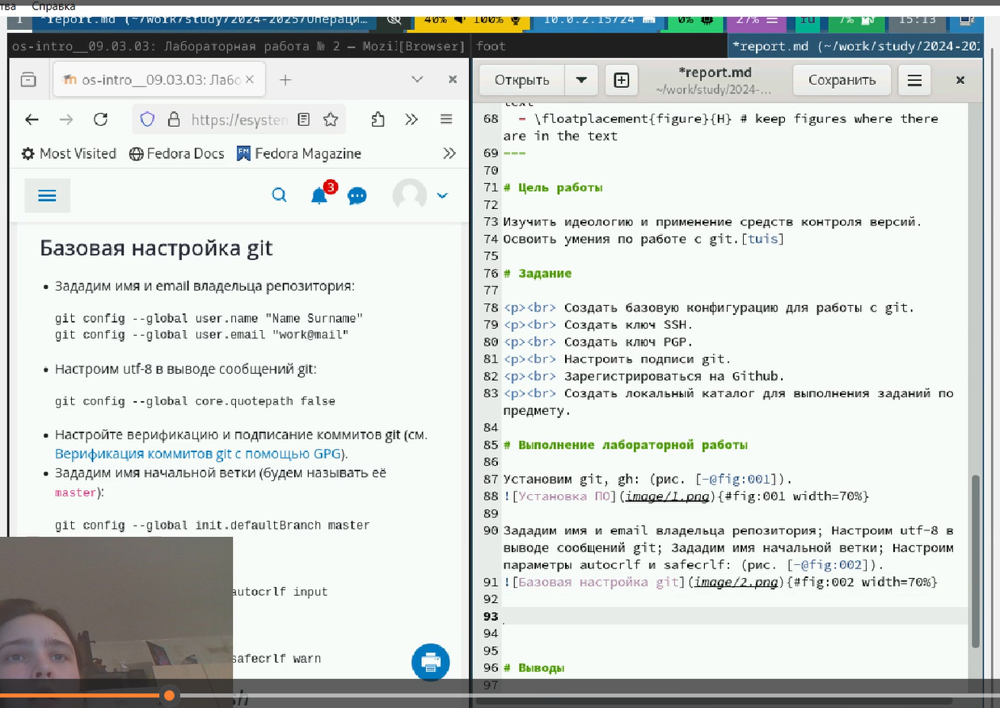 тва Справка
1 *report.md (~/work/study/2024-2025/Операци… 40% 100% 10.0.2.15/24 0% 27% ru 7% 15:13
os-intro__09.03.03: Лабораторная работа № 2 — Mozi[Browser] foot *report.md (~/work/study/2024-202
os-intro__09.03.03: Лабо
https://esystem
Most Visited Fedora Docs Fedora Magazine
3
Базовая настройка git
Зададим имя и email владельца репозитория:
git config --global user.name "Name Surname"
git config --global user.email "work@mail"
Настроим utf-8 в выводе сообщений git:
git config --global core.quotepath false
Настройте верификацию и подписание коммитов git (см.
Верификация коммитов git с помощью GPG).
Зададим имя начальной ветки (будем называть её
master):
git config --global init.defaultBranch master
autocrlf input
safecrlf warn
sh
Открыть *report.md Сохранить
~/work/study/2024-…
text
68 - \floatplacement{figure}{H} # keep figures where there
are in the text
69 ---
70
71 # Цель работы
72
73 Изучить идеологию и применение средств контроля версий.
74 Освоить умения по работе с git.[tuis]
75
76 # Задание
77
78 <p><br> Создать базовую конфигурацию для работы с git.
79 <p><br> Создать ключ SSH.
80 <p><br> Создать ключ PGP.
81 <p><br> Настроить подписи git.
82 <p><br> Зарегистрироваться на Github.
83 <p><br> Создать локальный каталог для выполнения заданий по
предмету.
84
85 # Выполнение лабораторной работы
86
87 Установим git, gh: (рис. [-@fig:001]).
88 ![Установка ПО](image/1.png){#fig:001 width=70%}
89
90 Зададим имя и email владельца репозитория; Настроим utf-8 в
выводе сообщений git; Зададим имя начальной ветки; Настроим
параметры autocrlf и safecrlf: (рис. [-@fig:002]).
91 ![Базовая настройка git](image/2.png){#fig:002 width=70%}
92
93
94
95
96 # Выводы
97